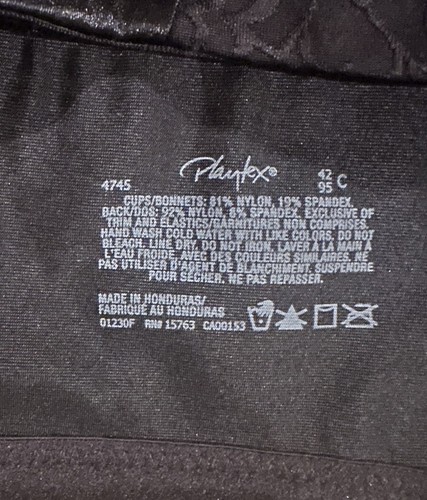 Playtex®
4745
42
95 C
CUPS/BONNETS: 81% NYLON, 19% SPANDEX.
BACK/DOS: 92% NYLON, 8% SPANDEX, EXCLUSIVE OF
TRIM AND ELASTICS/GARNITURES NON COMPRISES.
HAND WASH COLD WATER WITH LIKE COLORS. DO NOT
BLEACH. LINE DRY. DO NOT IRON. LAVER À LA MAIN À
L'EAU FROIDE, AVEC DES COULEURS SIMILAIRES. NE
PAS UTILISER D'AGENT DE BLANCHIMENT. SUSPENDRE
POUR SÉCHER. NE PAS REPASSER.
MADE IN HONDURAS/
FABRIQUÉ AU HONDURAS
01230F RN# 15763 CA00153